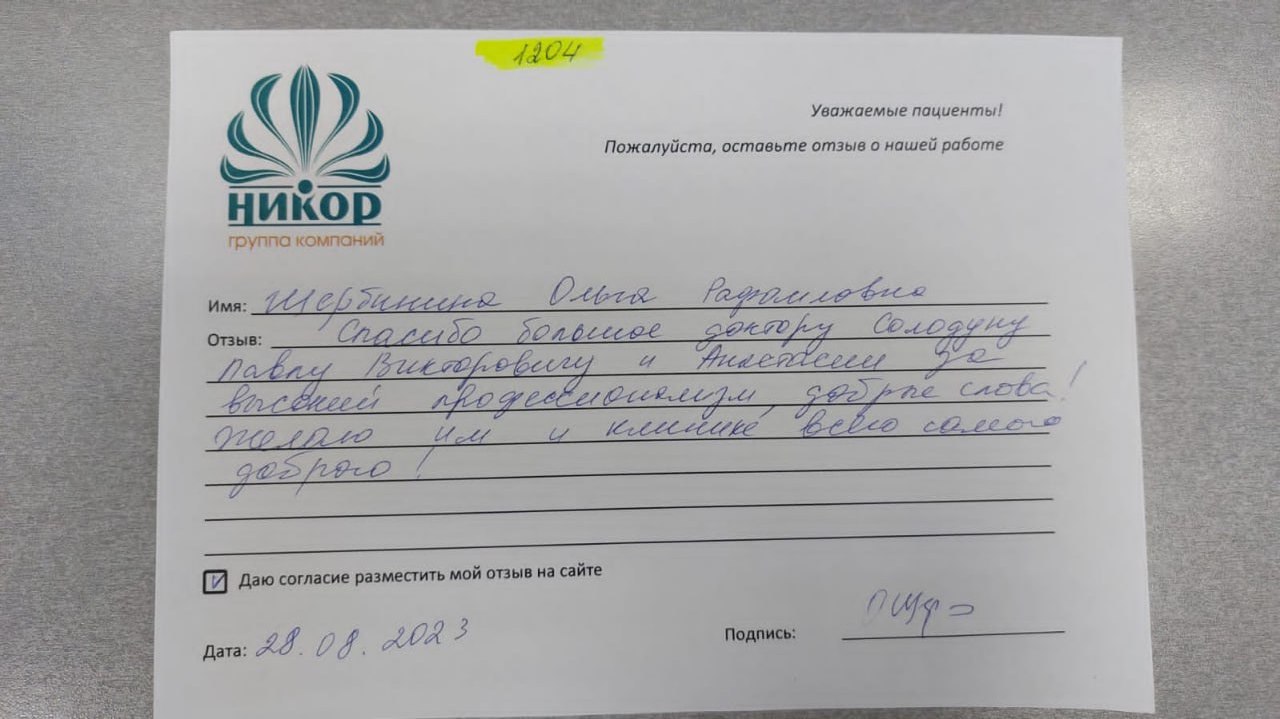 1204
НИКОР
группа компаний
Уважаемые пациенты!
Пожалуйста, оставьте отзыв о нашей работе
Имя: Щербинина Ольга Рафаиловна
Отзыв: Спасибо большое доктору Солодуну
Павлу Викторовичу и Анастасии за
высокий профессионализм, добрые слова!
Желаю им и клинике всего самого
доброго!
Даю согласие разместить мой отзыв на сайте
Дата: 28.08.2023
Подпись: